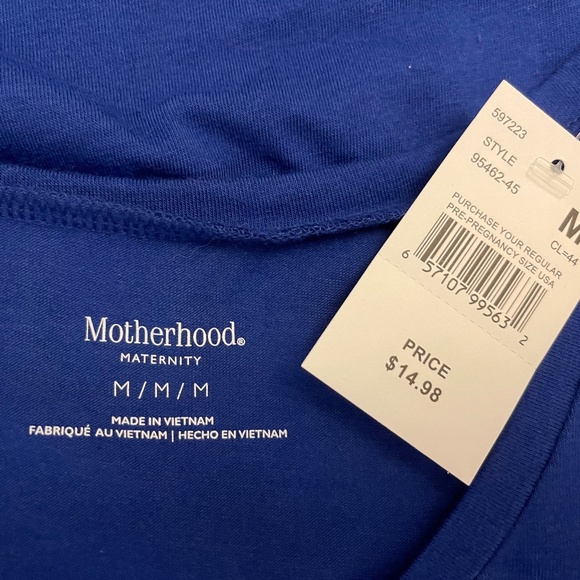 Motherhood®
MATERNITY
M / M / M
MADE IN VIETNAM
FABRIQUÉ AU VIETNAM | HECHO EN VIETNAM
597223
STYLE
95462-45
M
CL=44
PURCHASE YOUR REGULAR
PRE-PREGNANCY SIZE USA
6 57107 99563 2
PRICE
$14.98